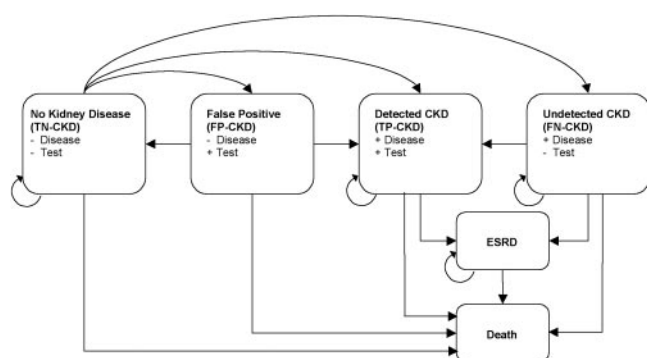 No Kidney Disease
(TN-CKD)
- Disease
- Test
False Positive
(FP-CKD)
- Disease
+ Test
Detected CKD
(TP-CKD)
+ Disease
+ Test
Undetected CKD
(FN-CKD)
+ Disease
- Test
ESRD
Death